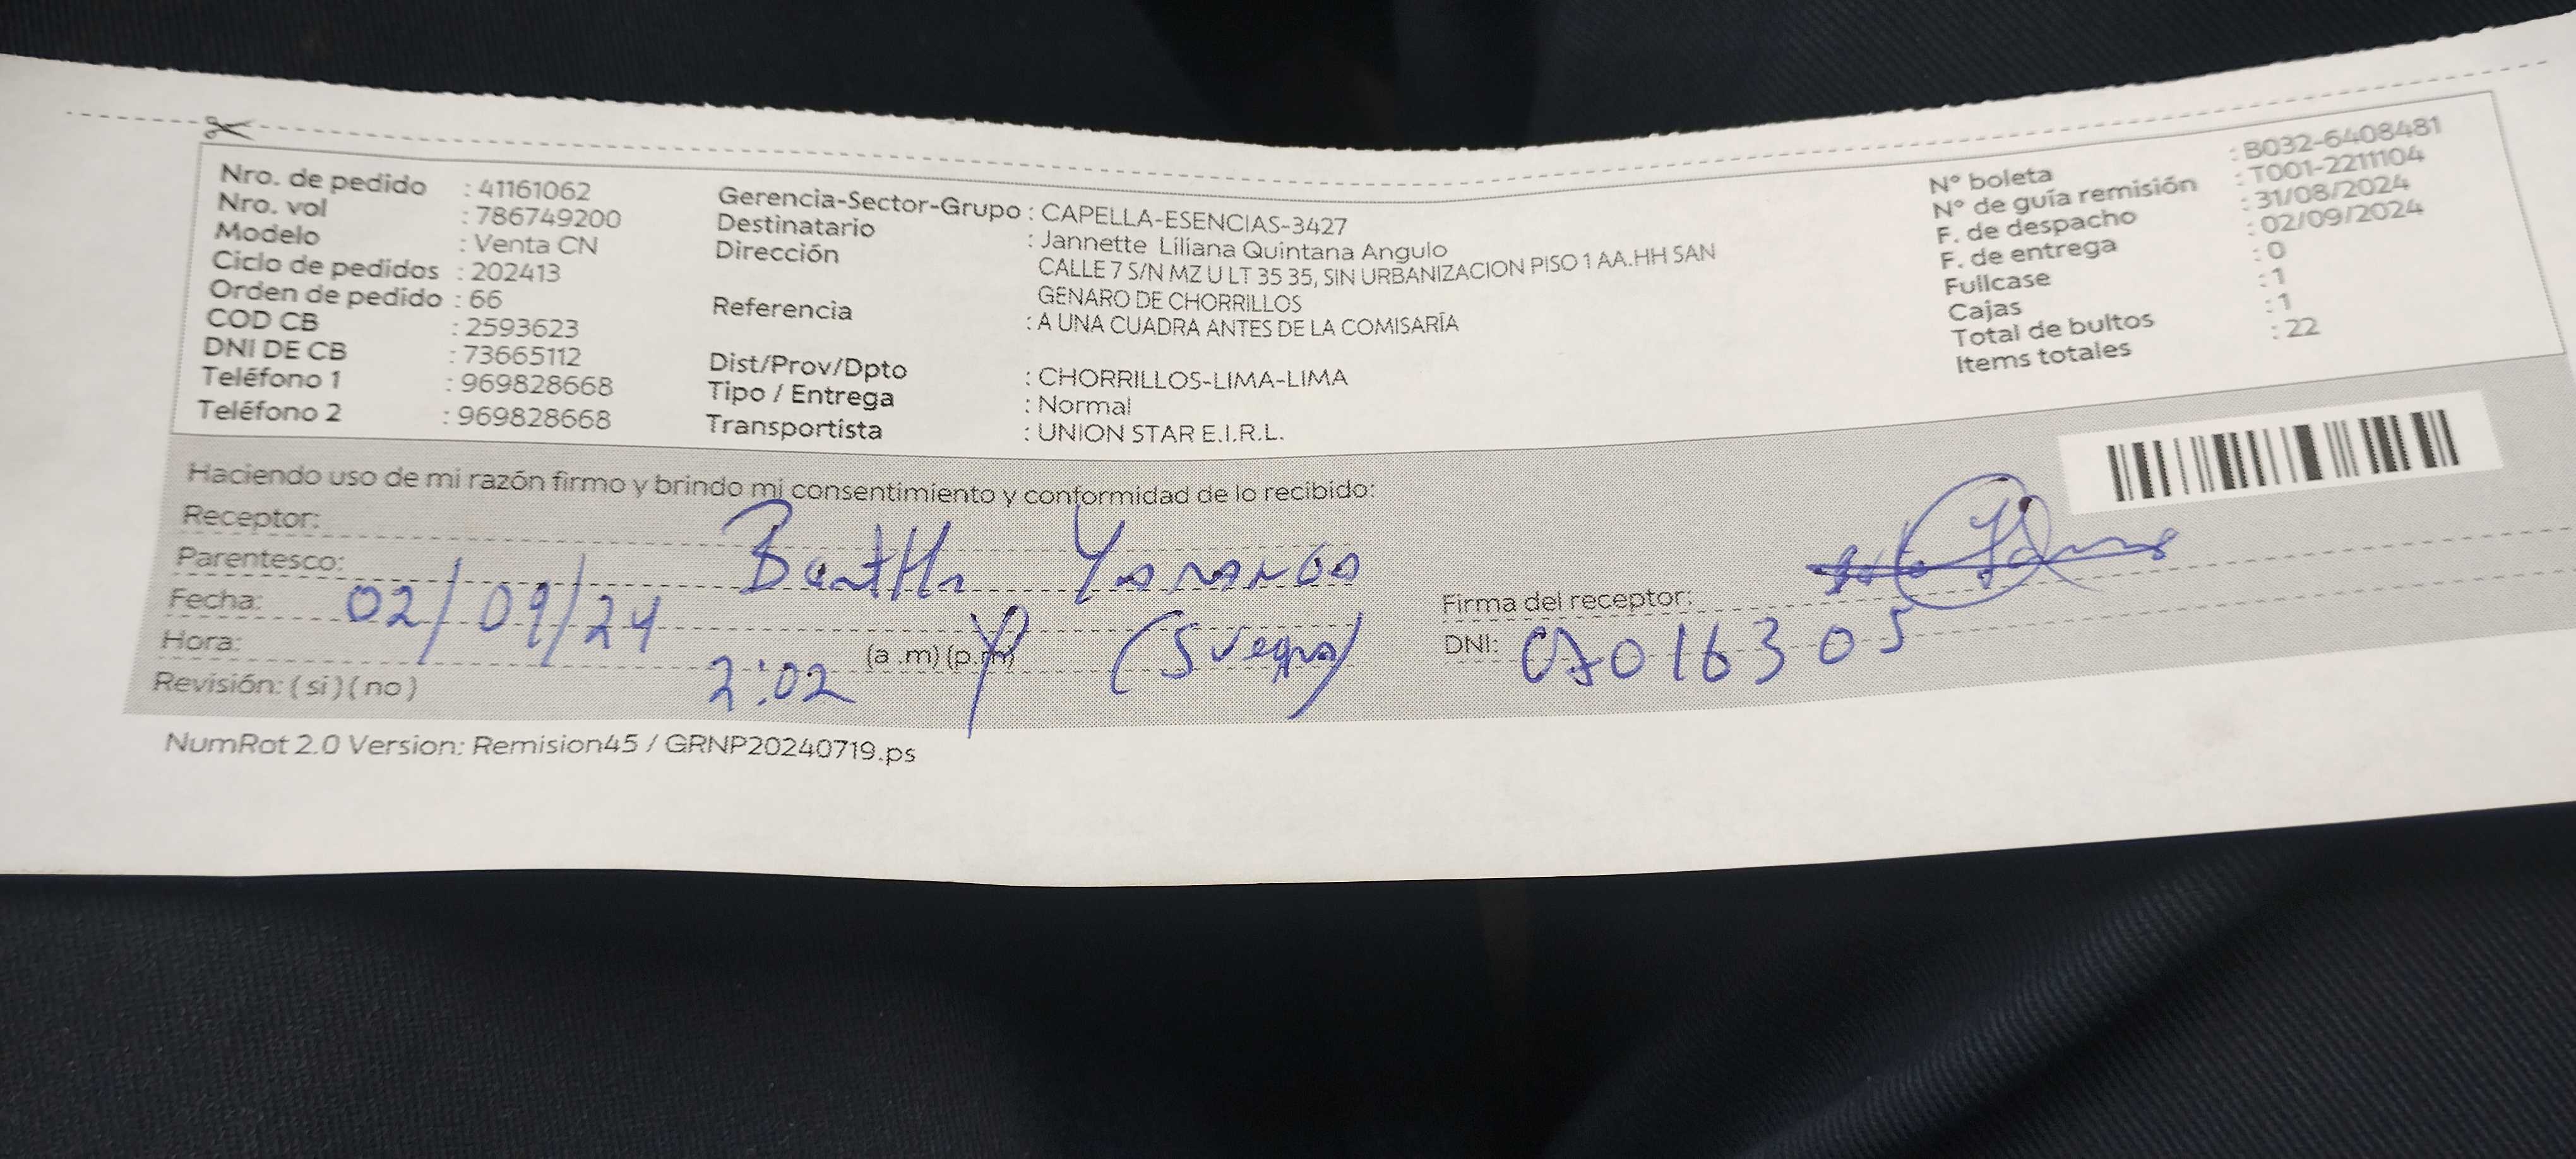 Nro. de pedido : 41161062
Nro. vol : 786749200
Modelo : Venta CN
Ciclo de pedidos : 202413
Orden de pedido : 66
COD CB : 2593623
DNI DE CB : 73665112
Teléfono 1 : 969828668
Teléfono 2 : 969828668
Gerencia-Sector-Grupo : CAPELLA-ESENCIAS-3427
Destinatario : Jannette Liliana Quintana Angulo
Dirección CALLE 7 S/N MZ U LT 35 35, SIN URBANIZACION PISO 1 AA.HH SAN
GENARO DE CHORRILLOS
Referencia : A UNA CUADRA ANTES DE LA COMISARÍA
Dist/Prov/Dpto : CHORRILLOS-LIMA-LIMA
Tipo / Entrega : Normal
Transportista : UNION STAR E.I.R.L.
N° boleta : B032-6408481
N° de guía remisión : T001-2211104
F. de despacho : 31/08/2024
F. de entrega : 02/09/2024
Fullcase : 0
Cajas : 1
Total de bultos : 1
Items totales : 22
Haciendo uso de mi razón firmo y brindo mi consentimiento y conformidad de lo recibido:
Receptor:
Parentesco:
Fecha: 02/09/24
Hora: 2:02 (a .m) (p.m) (Suegra)
Revisión: ( si ) ( no )
Firma del receptor:
DNI:
NumRot 2.0 Version: Remision45 / GRNP20240719.ps